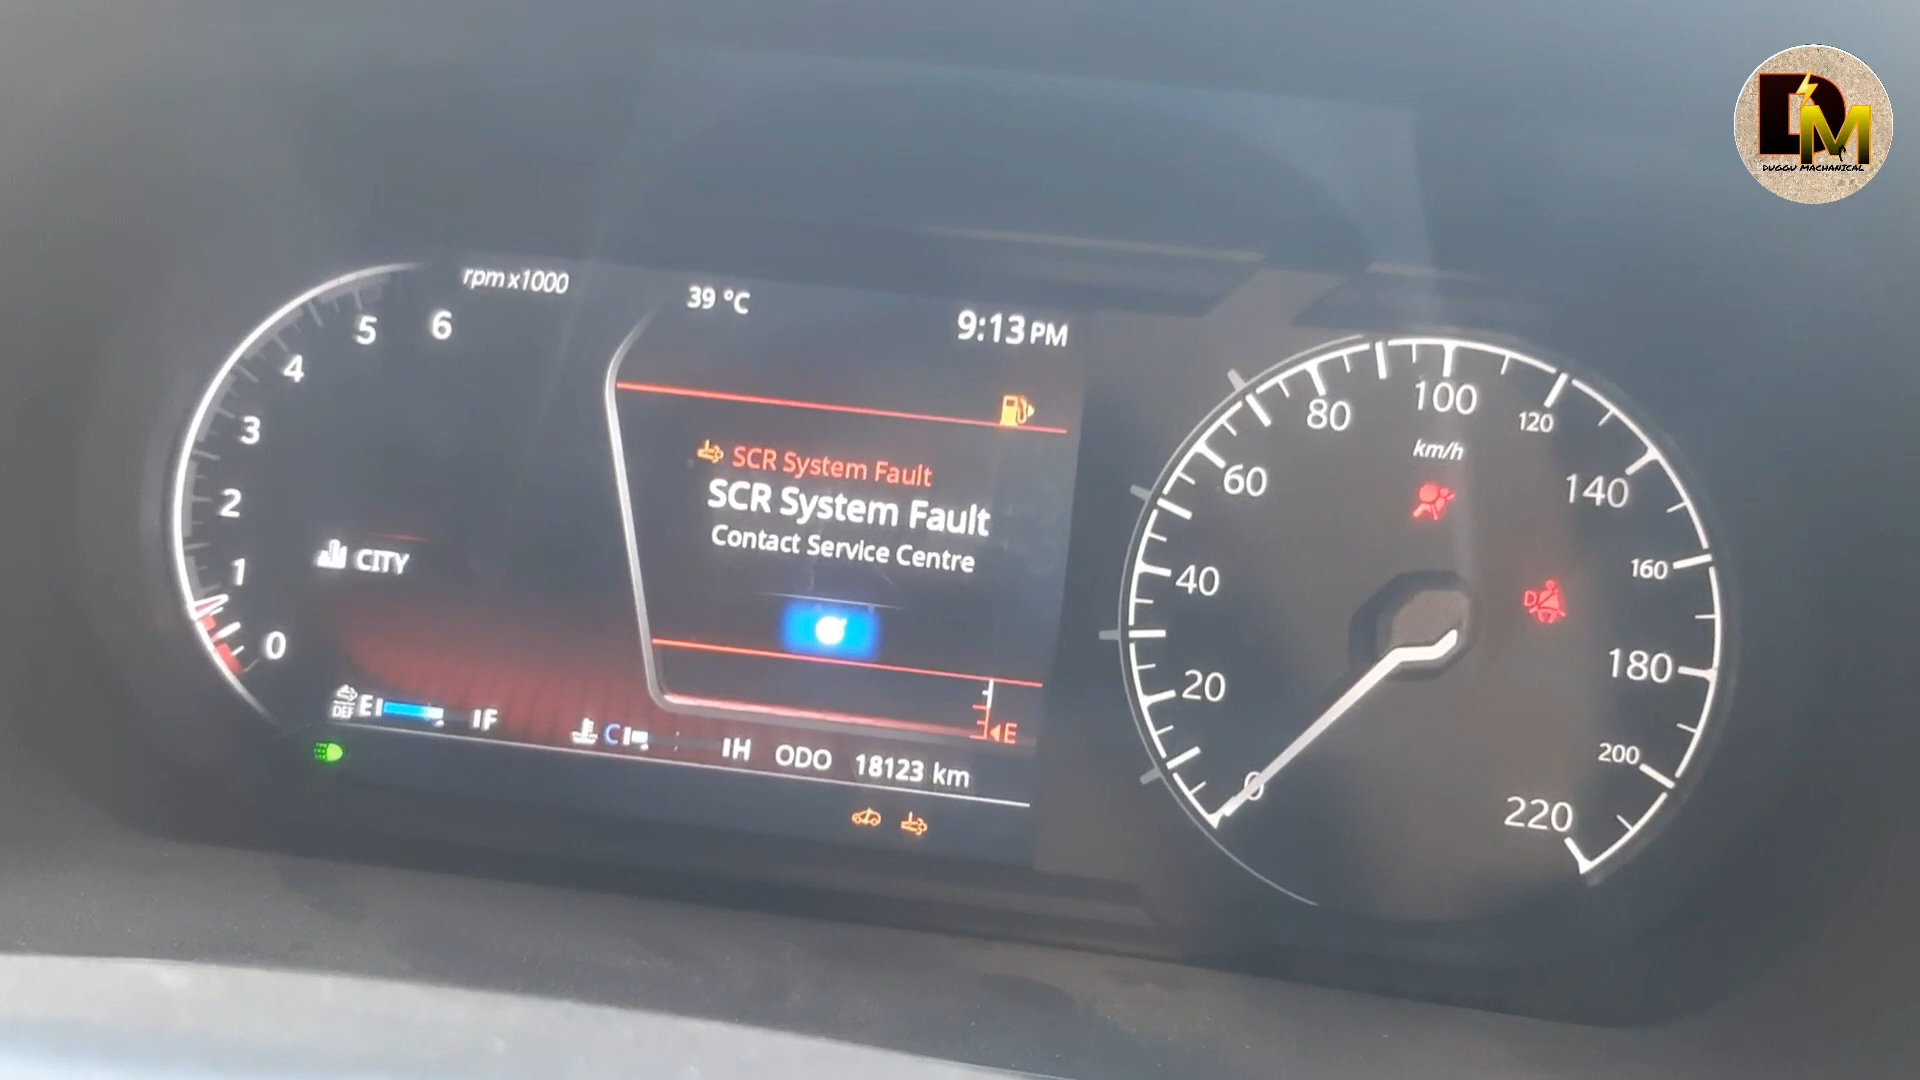 DM
DUGGU MACHANICAL
rpm x1000
39 °C
9:13 PM
6
5
4
3
2
1
0
CITY
SCR System Fault
SCR System Fault
Contact Service Centre
DEF E F
C H
E
ODO 18123 km
km/h
0
20
40
60
80
100
120
140
160
180
200
220
D